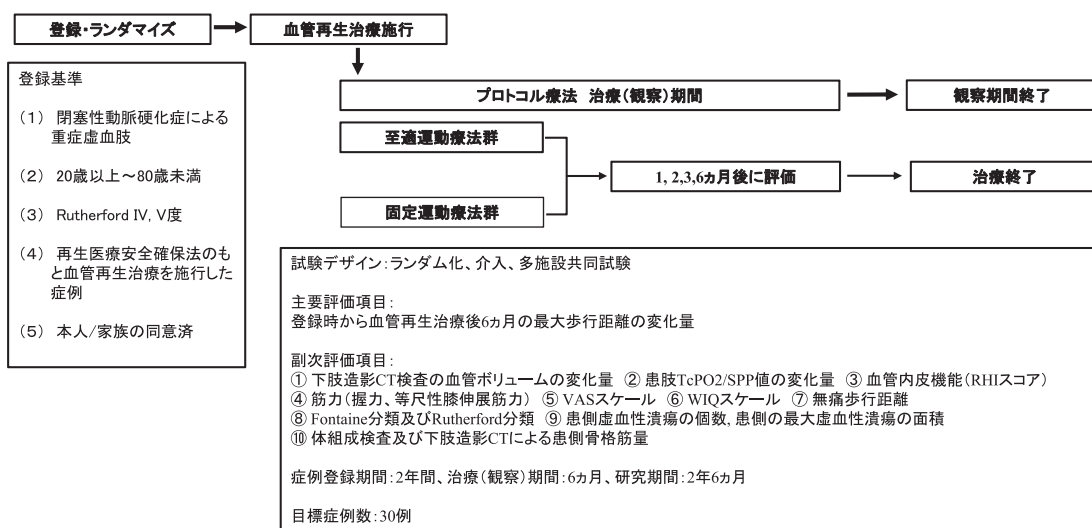 登録・ランダマイズ
血管再生治療施行
登録基準
(1) 閉塞性動脈硬化症による
重症虚血肢
(2) 20歳以上～80歳未満
(3) Rutherford IV, V度
(4) 再生医療安全確保法のも
と血管再生治療を施行した
症例
(5) 本人/家族の同意済
プロトコル療法 治療(観察)期間
観察期間終了
至適運動療法群
固定運動療法群
1, 2,3,6ヵ月後に評価
治療終了
試験デザイン:ランダム化、介入、多施設共同試験
主要評価項目:
登録時から血管再生治療後6ヵ月の最大歩行距離の変化量
副次評価項目:
① 下肢造影CT検査の血管ボリュームの変化量 ② 患肢TcPO2/SPP値の変化量 ③ 血管内皮機能(RHIスコア)
④ 筋力(握力、等尺性膝伸展筋力) ⑤ VASスケール ⑥ WIQスケール ⑦ 無痛歩行距離
⑧ Fontaine分類及びRutherford分類 ⑨ 患側虚血性潰瘍の個数, 患側の最大虚血性潰瘍の面積
⑩ 体組成検査及び下肢造影CTによる患側骨格筋量
症例登録期間:2年間、治療(観察)期間:6ヵ月、研究期間:2年6ヵ月
目標症例数:30例